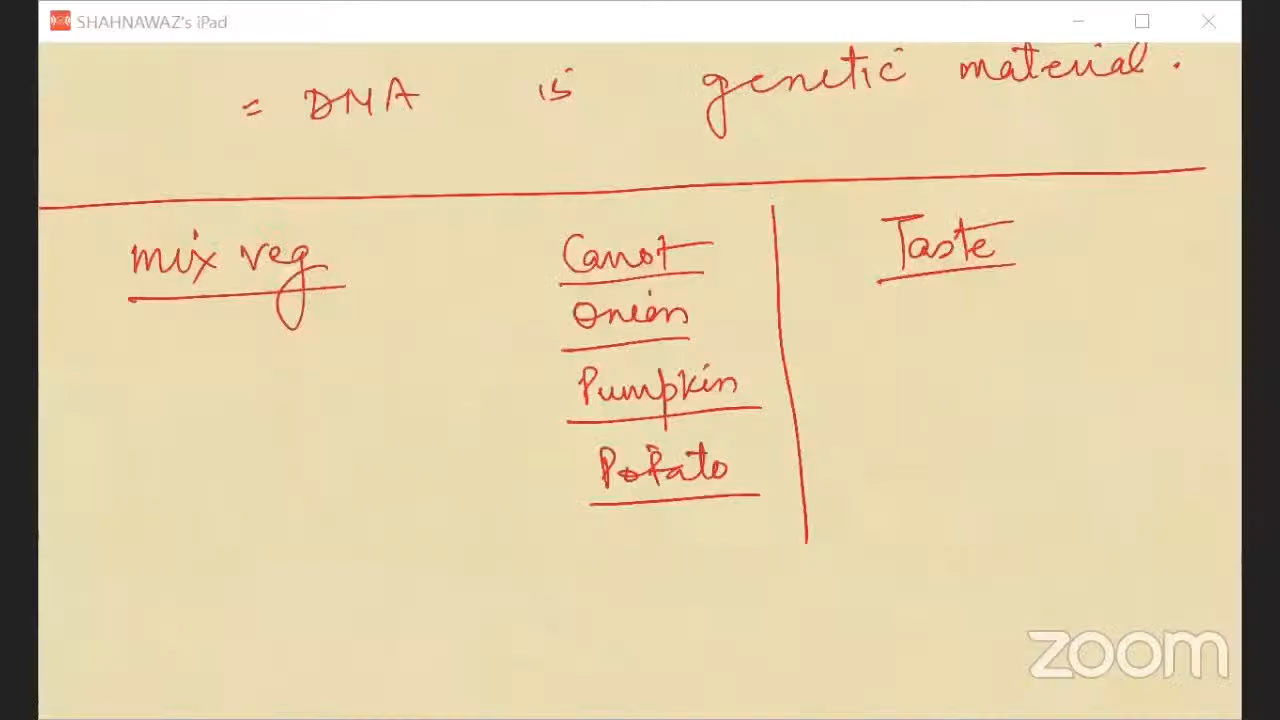 SHAHNAWAZ's iPad
= DNA is genetic material.
mix veg
Carrot
Taste
Onion
Pumpkin
Potato
zoom